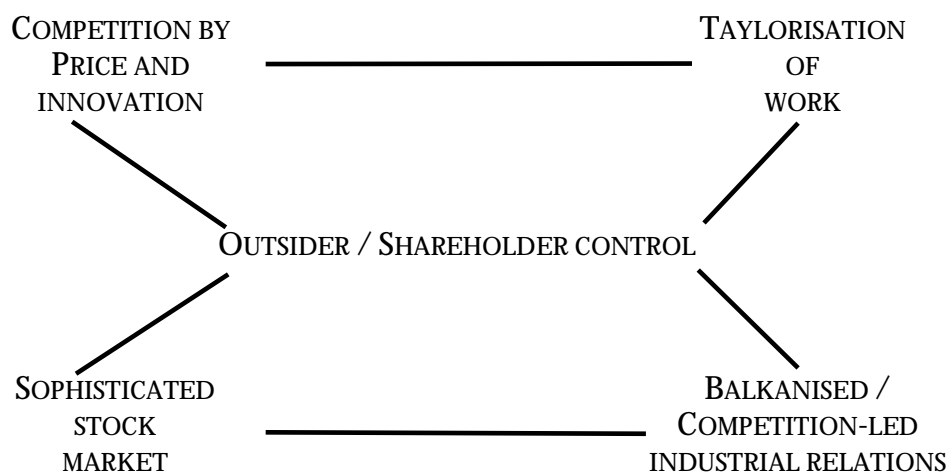 COMPETITION BY
PRICE AND
INNOVATION
TAYLORISATION
OF
WORK
OUTSIDER / SHAREHOLDER CONTROL
SOPHISTICATED
STOCK
MARKET
BALKANISED /
COMPETITION-LED
INDUSTRIAL RELATIONS